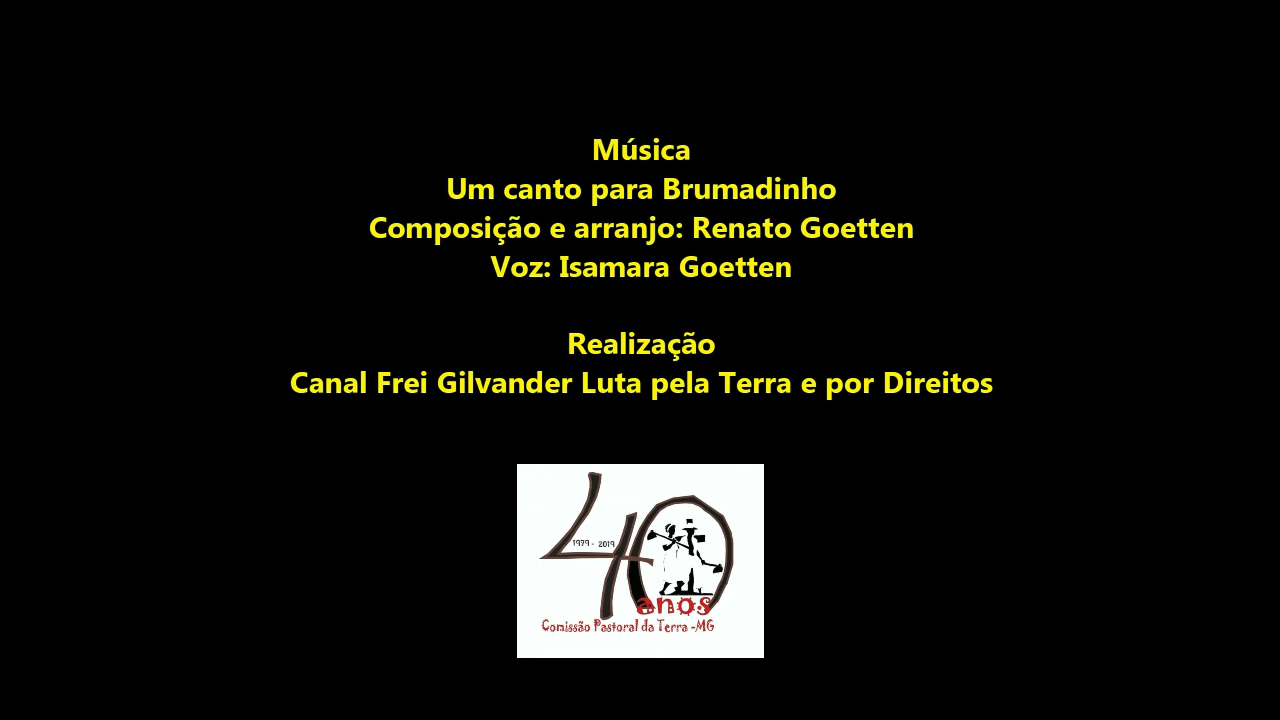 Música
Um canto para Brumadinho
Composição e arranjo: Renato Goetten
Voz: Isamara Goetten
Realização
Canal Frei Gilvander Luta pela Terra e por Direitos
40
1979 - 2019
anos
Comissão Pastoral da Terra -MG